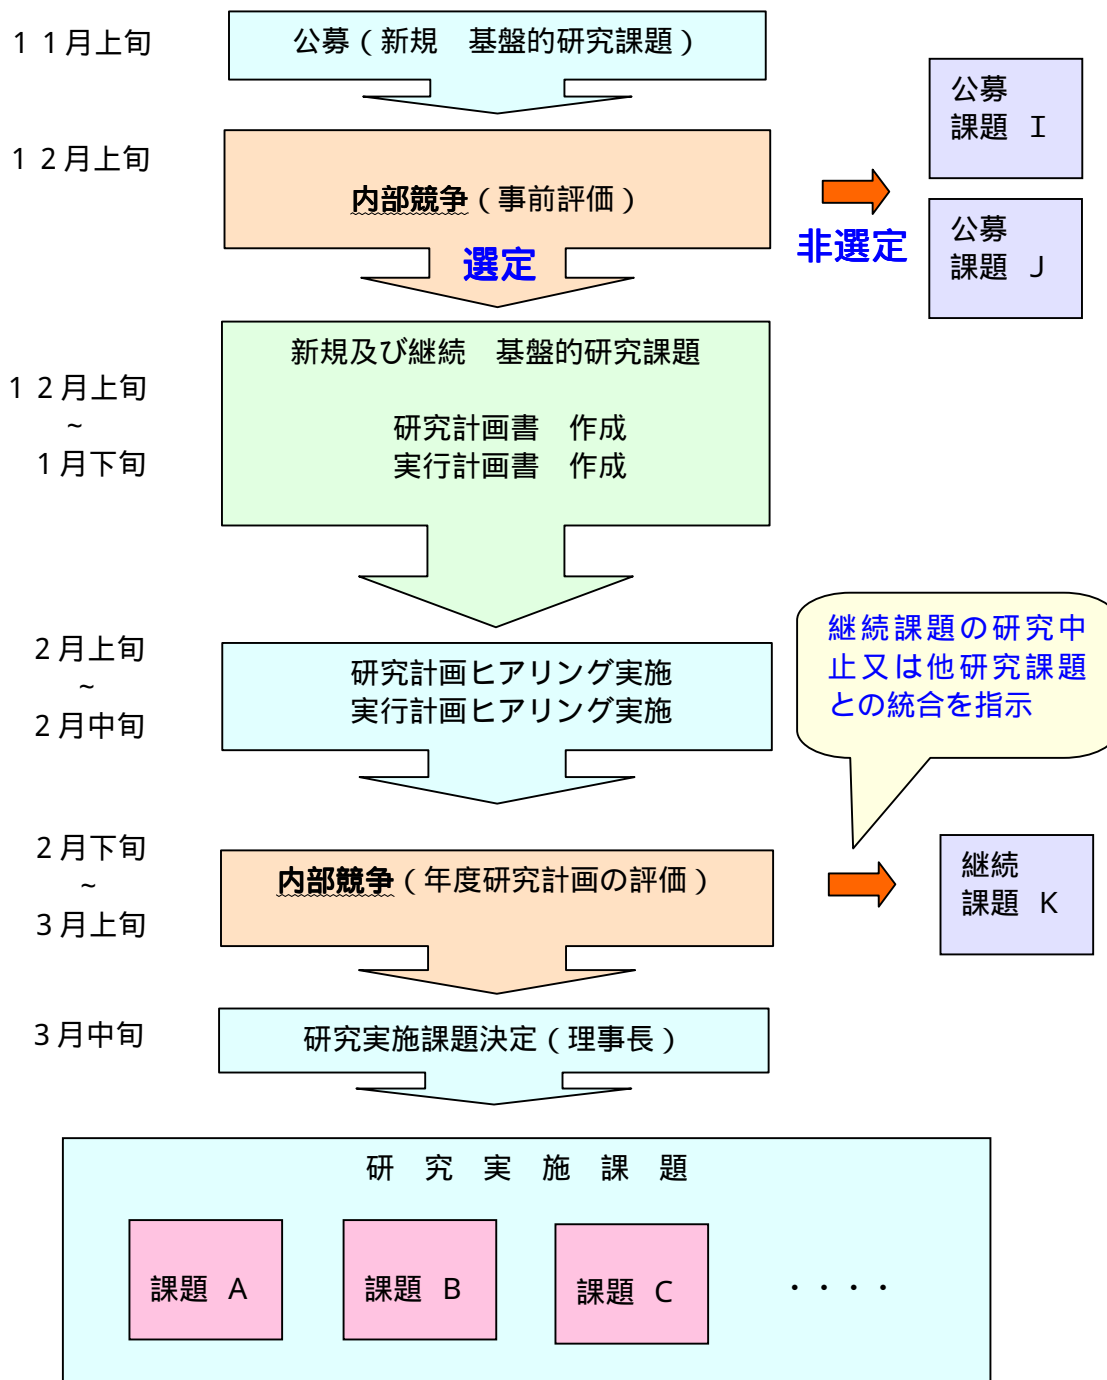 １１月上旬
公募（新規　基盤的研究課題）
公募
課題 I
１２月上旬
内部競争（事前評価）
選定
非選定
公募
課題 J
新規及び継続　基盤的研究課題
１２月上旬
～
１月下旬
研究計画書　作成
実行計画書　作成
２月上旬
～
２月中旬
研究計画ヒアリング実施
実行計画ヒアリング実施
継続課題の研究中
止又は他研究課題
との統合を指示
２月下旬
～
３月上旬
内部競争（年度研究計画の評価）
継続
課題 K
３月中旬
研究実施課題決定（理事長）
研　究　実　施　課　題
課題 A
課題 B
課題 C
・・・・